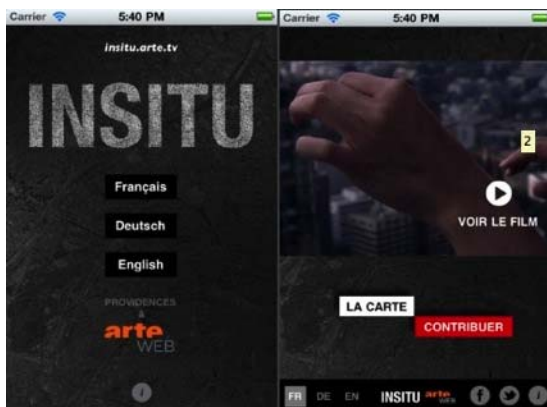 Carrier 5:40 PM
insitu.arte.tv
INSITU
Français
Deutsch
English
PROVIDENCES
&
arte
WEB
i
Carrier 5:40 PM
2
VOIR LE FILM
LA CARTE
CONTRIBUER
FR DE EN INSITU arte WEB f i